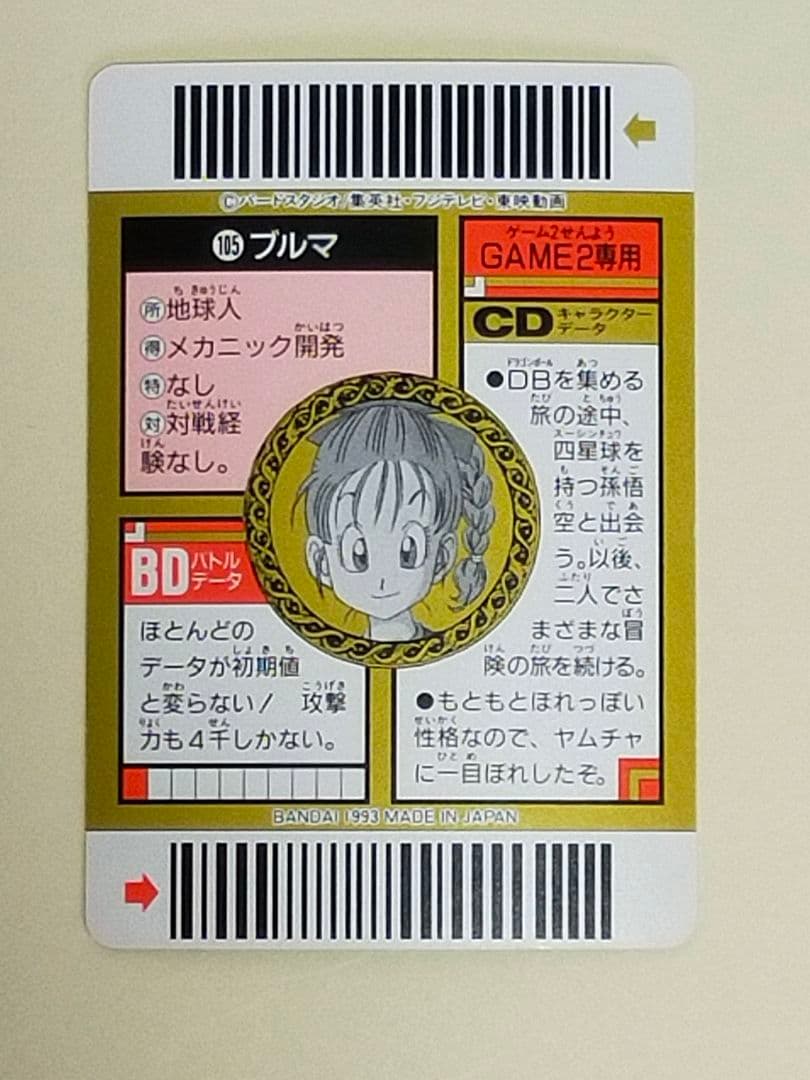 ©バードスタジオ/集英社・フジテレビ・東映動画
105 ブルマ
所 地球人
得 メカニック開発
特 なし
対 対戦経
験なし。
BD バトル
データ
ほとんどの
データが初期値
と変らない! 攻撃
力も4千しかない。
ゲーム2せんよう
GAME2専用
CD キャラクター
データ
●DBを集める
旅の途中、
四星球を
持つ孫悟
空と出会
う。以後、
二人でさ
まざまな冒
険の旅を続ける。
●もともとほれっぽい
性格なので、ヤムチャ
に一目ぼれしたぞ。
BANDAI 1993 MADE IN JAPAN